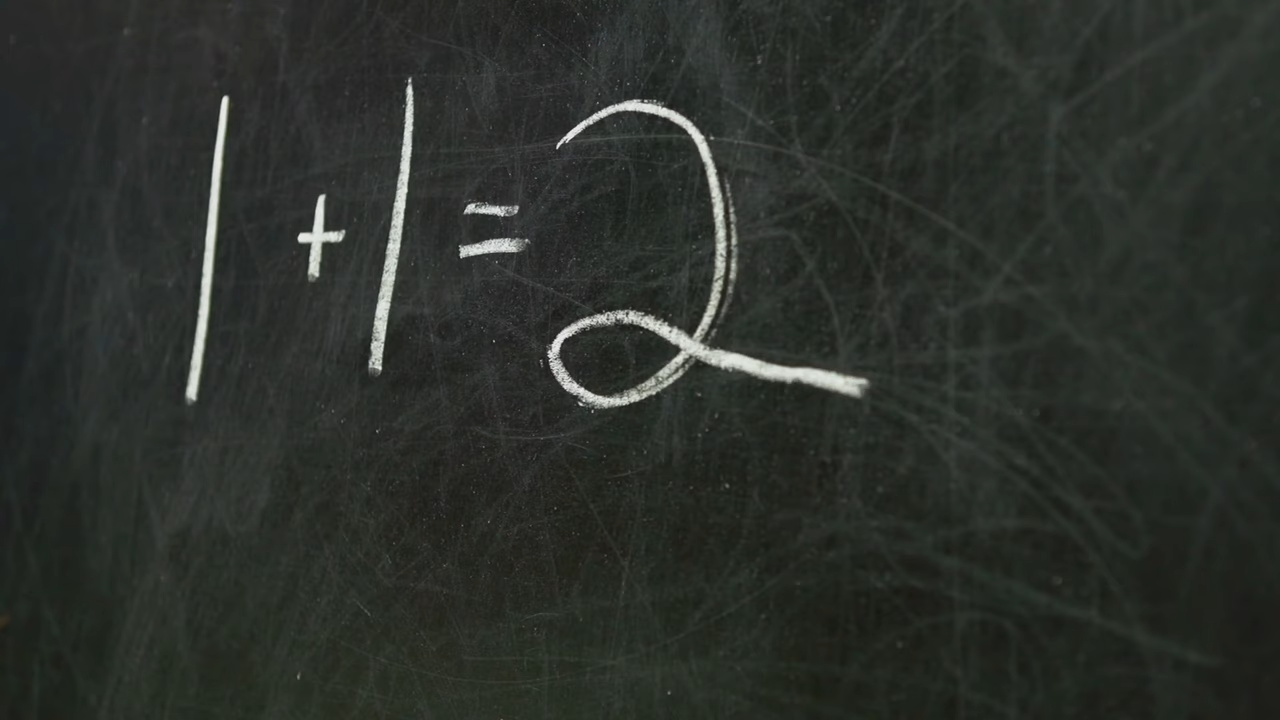 1 + 1 = 2